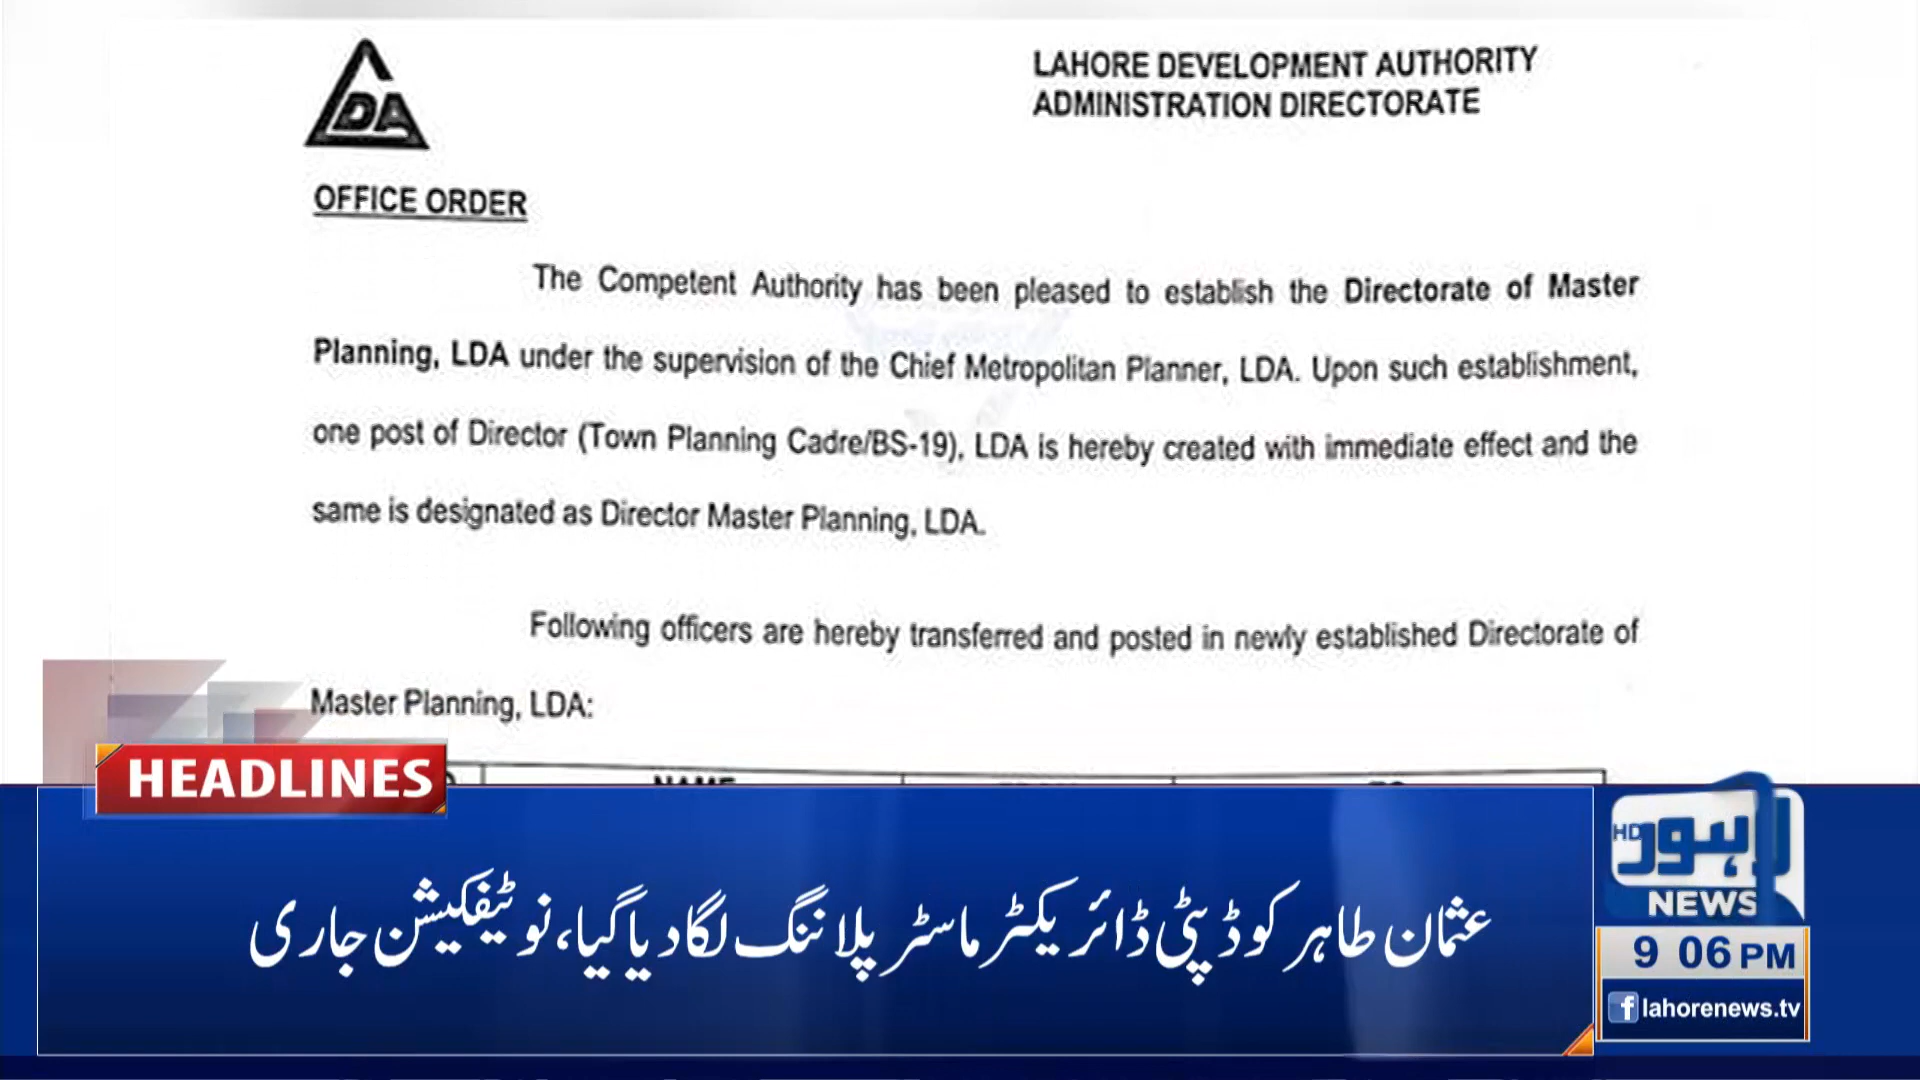 LDA
LAHORE DEVELOPMENT AUTHORITY
ADMINISTRATION DIRECTORATE
OFFICE ORDER
The Competent Authority has been pleased to establish the Directorate of Master
Planning, LDA under the supervision of the Chief Metropolitan Planner, LDA. Upon such establishment,
one post of Director (Town Planning Cadre/BS-19), LDA is hereby created with immediate effect and the
same is designated as Director Master Planning, LDA.
Following officers are hereby transferred and posted in newly established Directorate of
Master Planning, LDA:
NAME
HEADLINES
عثمان طاہر کو ڈپٹی ڈائریکٹر ماسٹر پلاننگ لگا دیا گیا، نوٹیفکیشن جاری
HD
لاہور
NEWS
9 06 PM
f lahorenews.tv